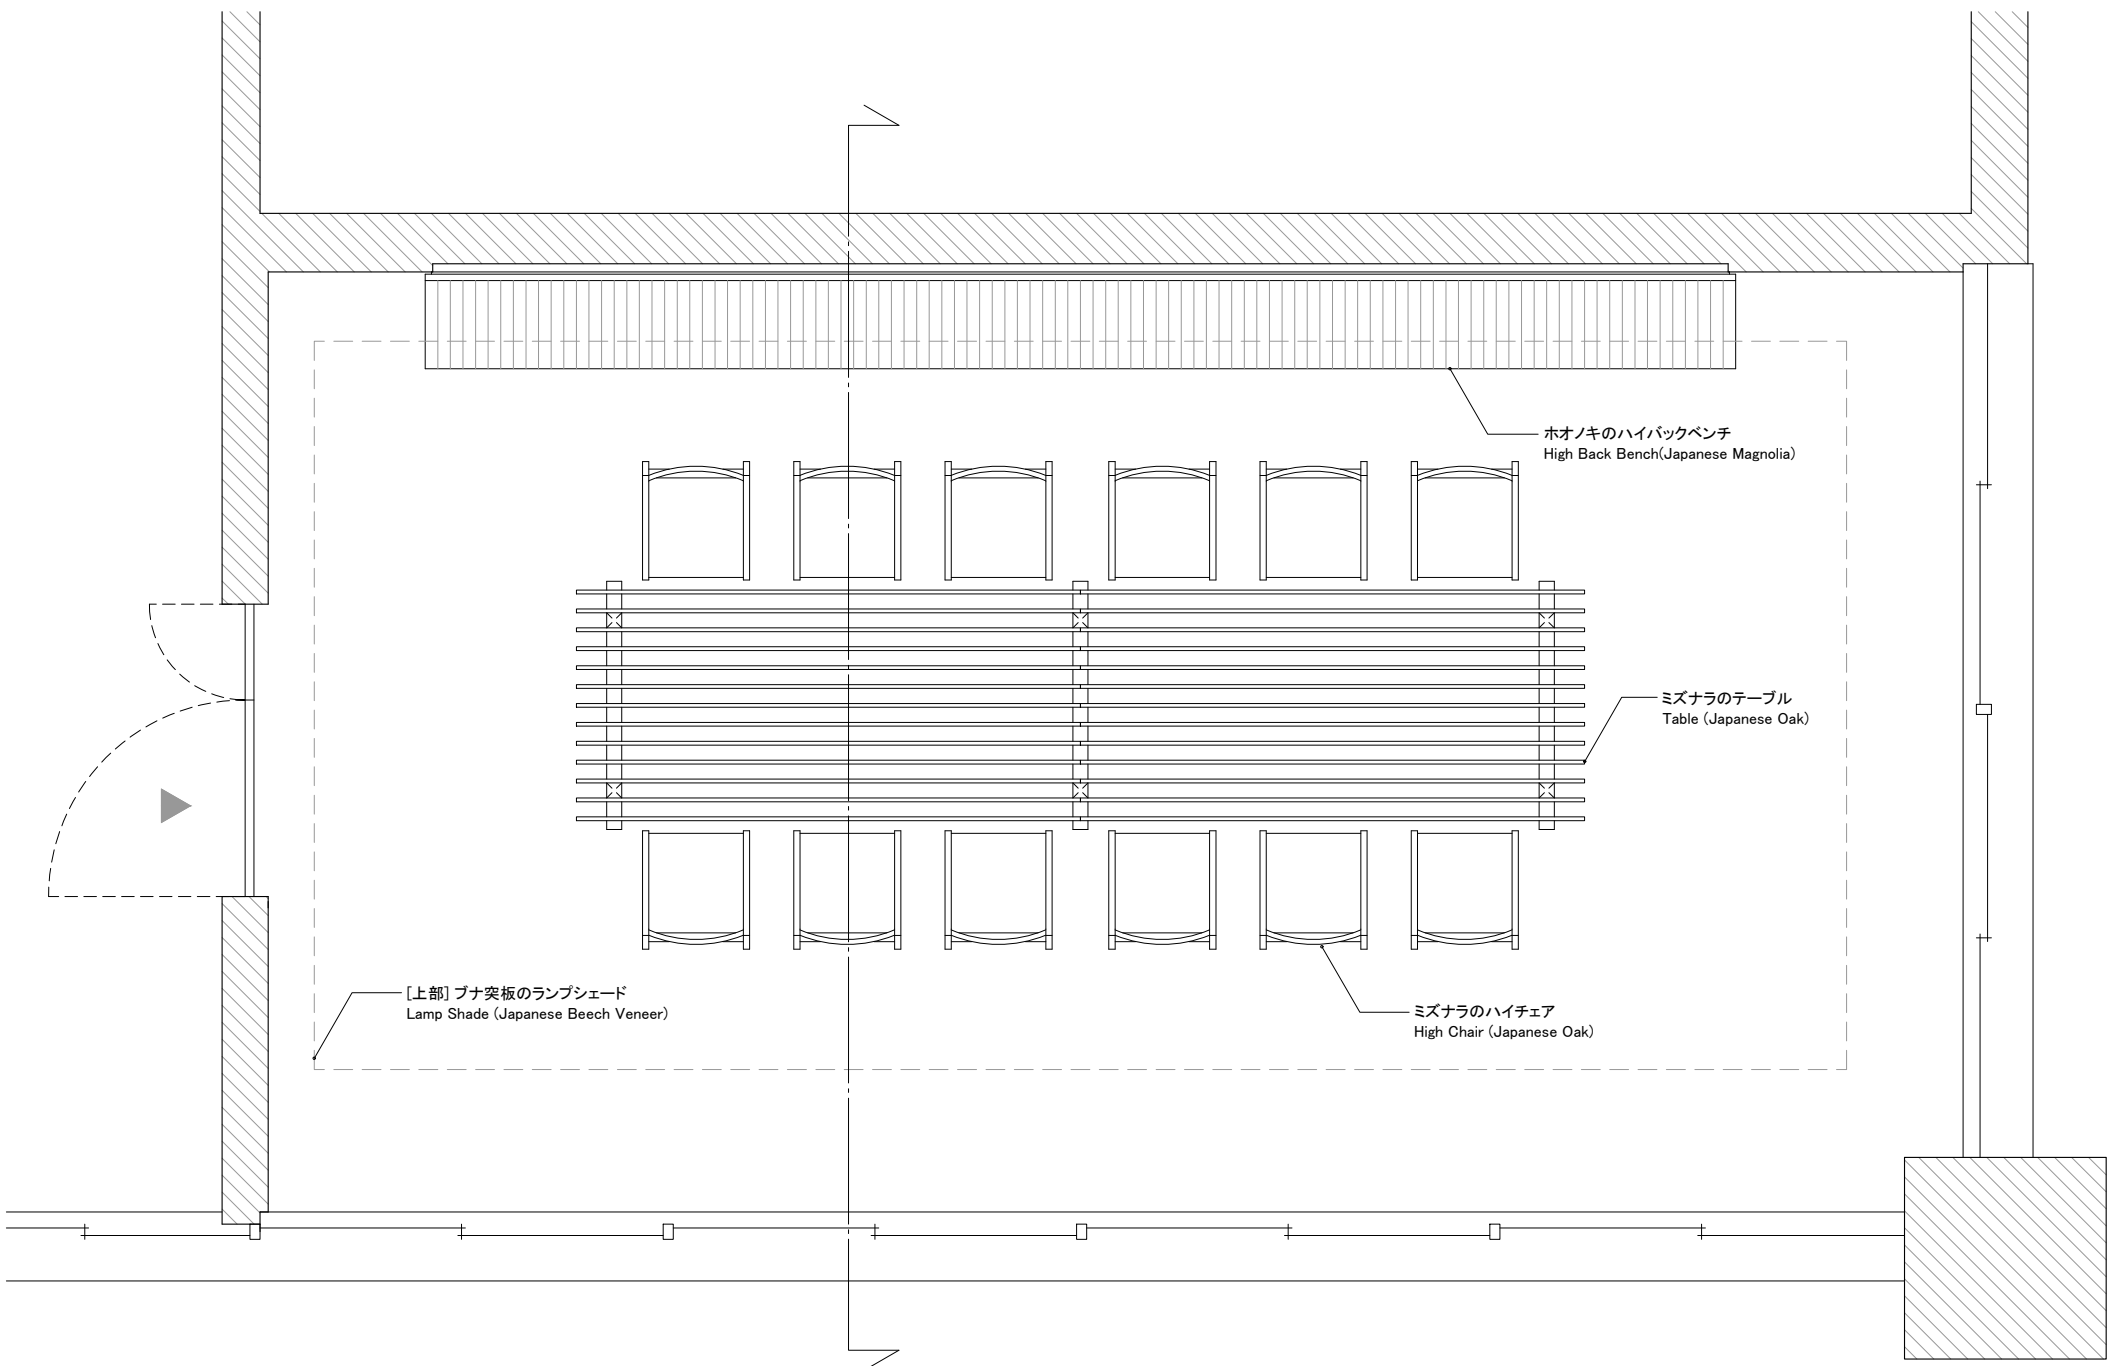 ホオノキのハイバックベンチ
High Back Bench(Japanese Magnolia)
ミズナラのテーブル
Table (Japanese Oak)
[上部] ブナ突板のランプシェード
Lamp Shade (Japanese Beech Veneer)
ミズナラのハイチェア
High Chair (Japanese Oak)